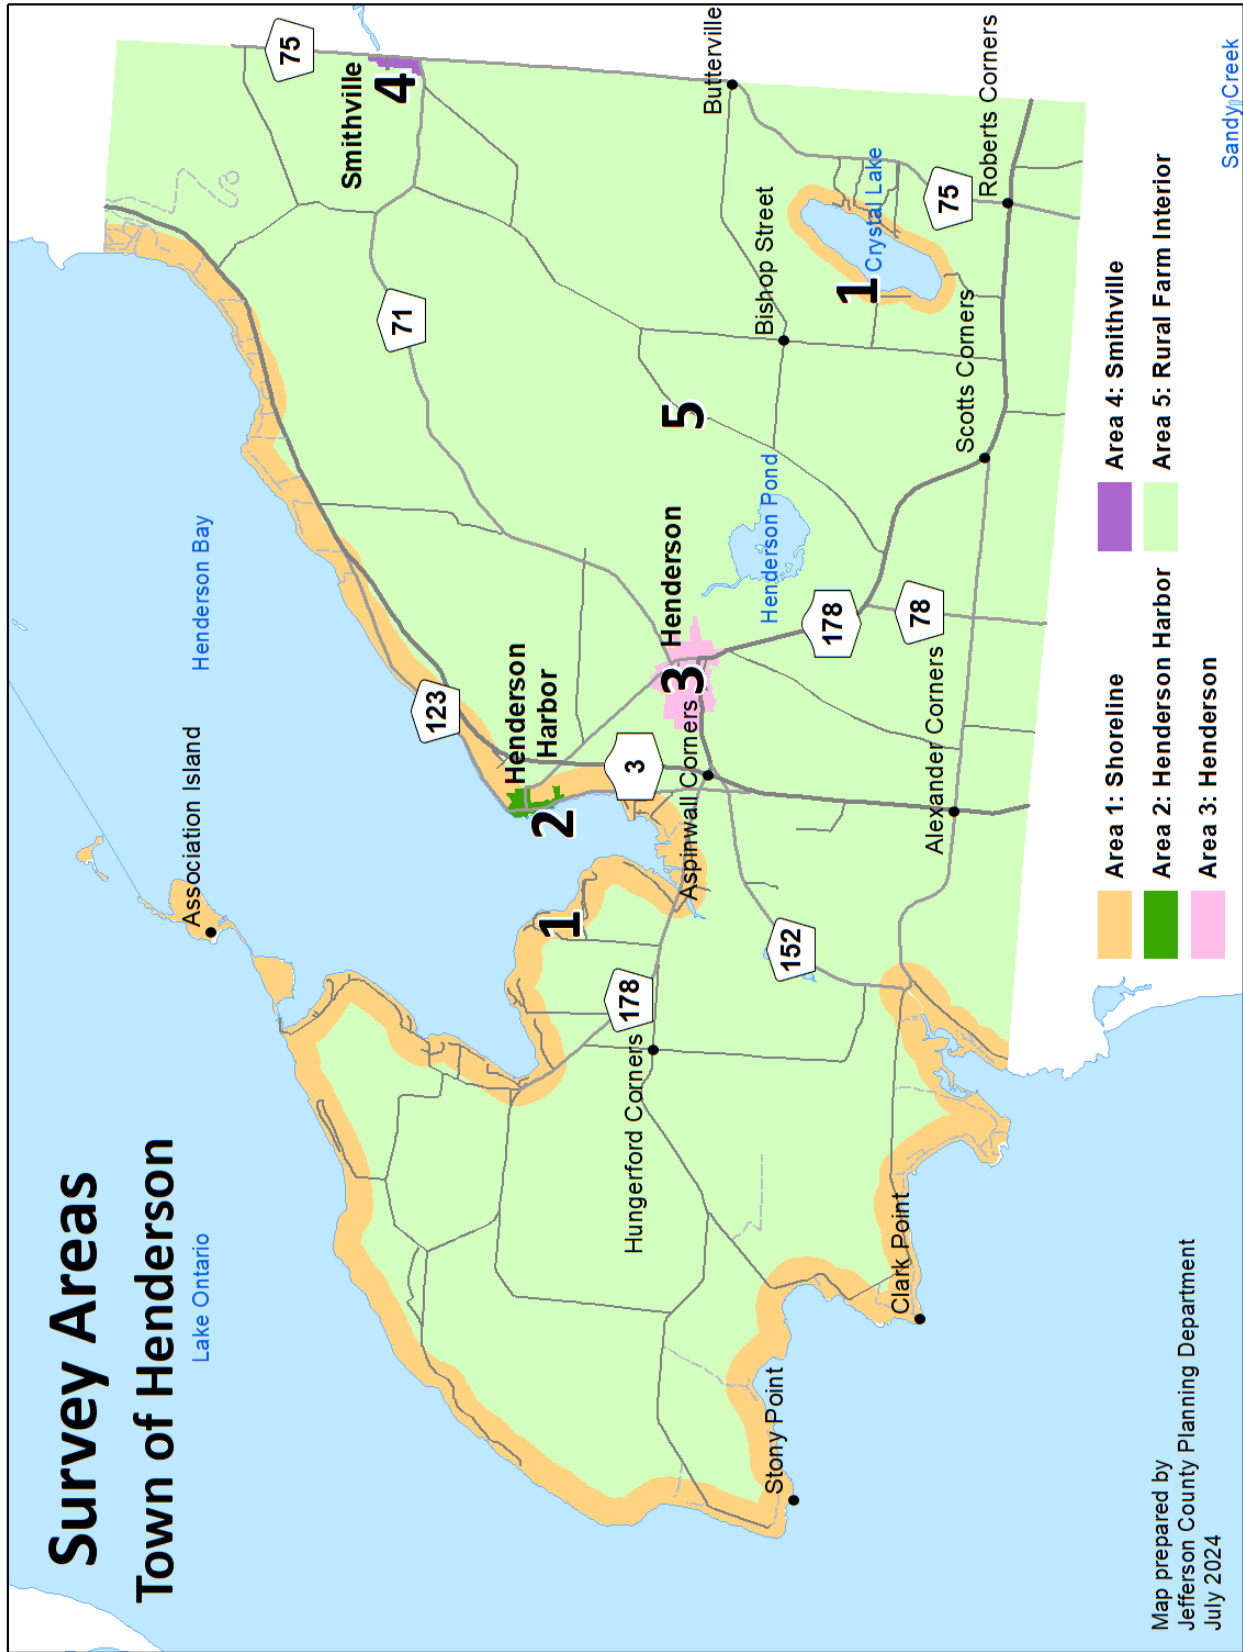 Survey Areas
Town of Henderson
Lake Ontario
Association Island
Henderson Bay
75
Smithville
4
71
123
Henderson
Harbor
2
1
3
Henderson
3
5
Butterville
Bishop Street
1
Crystal Lake
75
Roberts Corners
Scotts Corners
Henderson Pond
178
78
Aspinwall Corners
Alexander Corners
152
178
Hungerford Corners
Stony Point
Clark Point
Sandy Creek
Area 1: Shoreline
Area 2: Henderson Harbor
Area 3: Henderson
Area 4: Smithville
Area 5: Rural Farm Interior
Map prepared by
Jefferson County Planning Department
July 2024